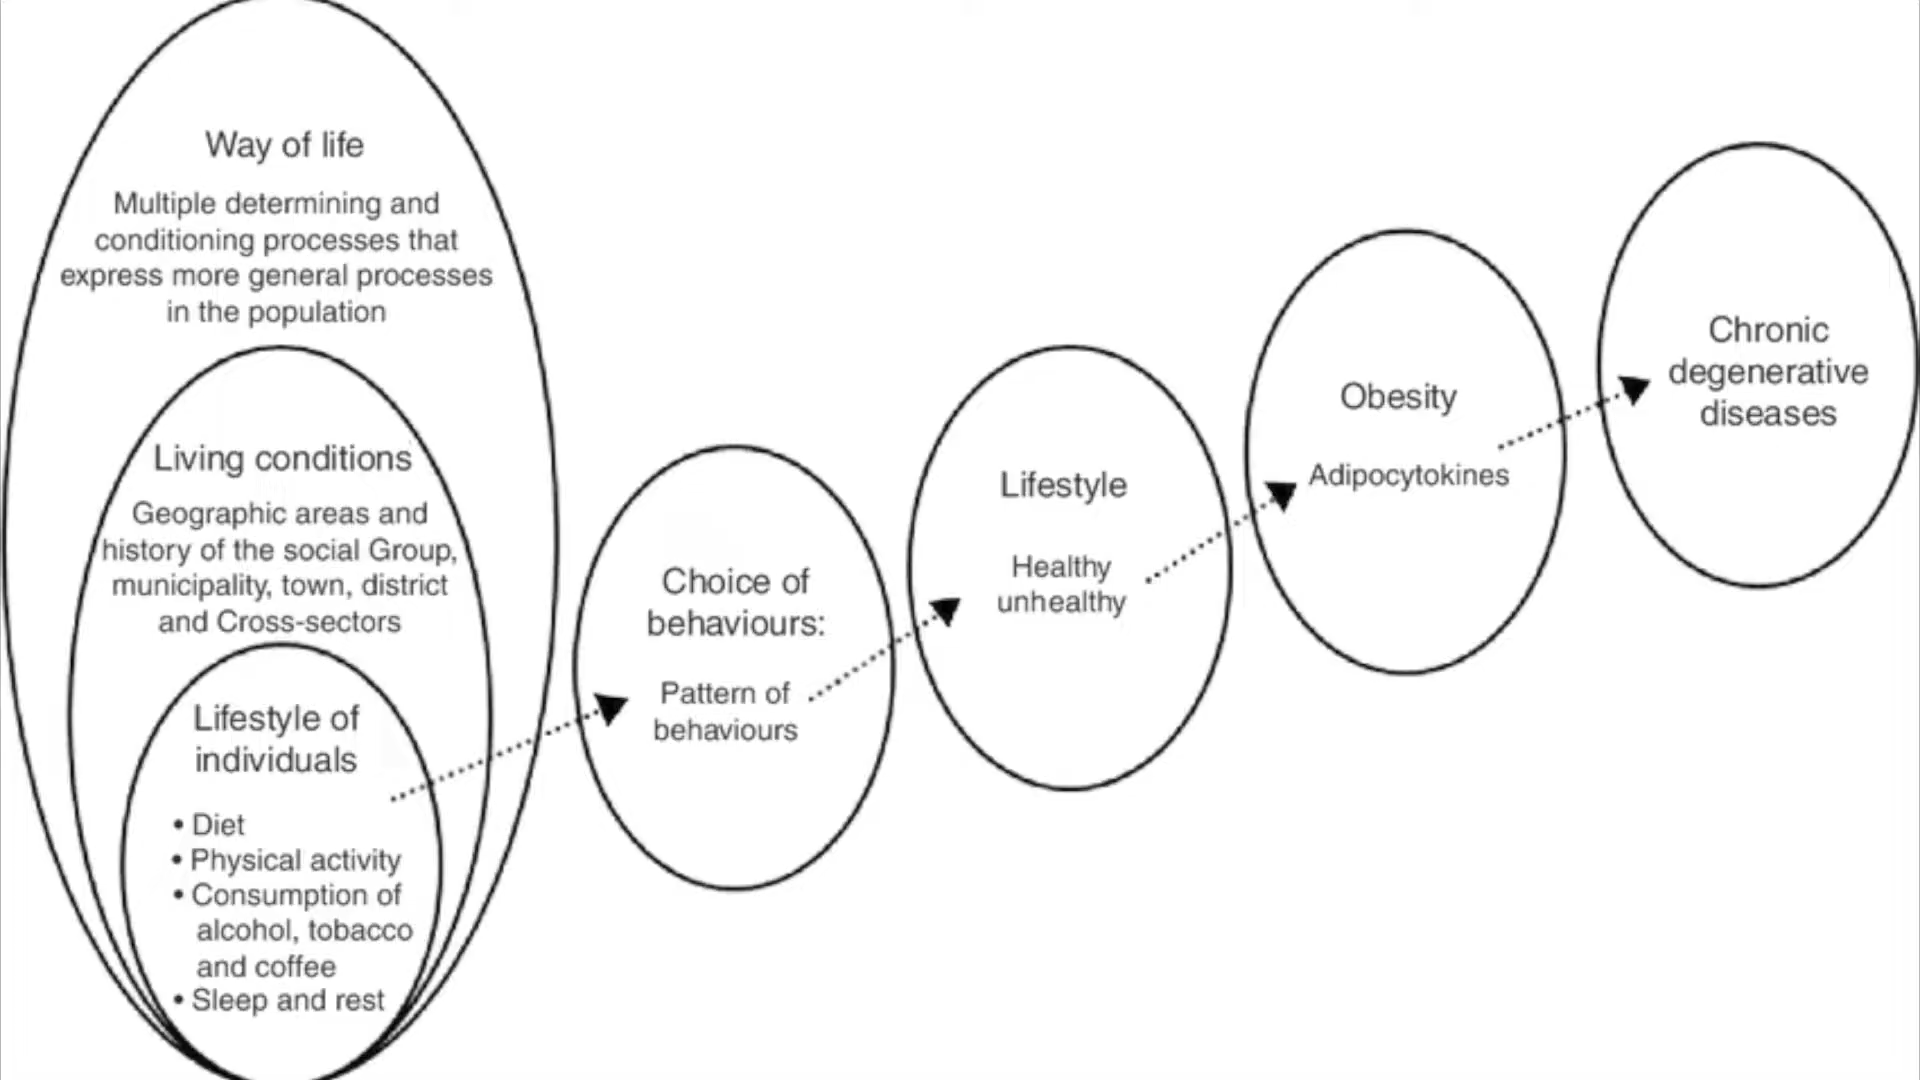 Way of life
Multiple determining and
conditioning processes that
express more general processes
in the population
Living conditions
Geographic areas and
history of the social Group,
municipality, town, district
and Cross-sectors
Lifestyle of
individuals
• Diet
• Physical activity
• Consumption of
alcohol, tobacco
and coffee
• Sleep and rest
Choice of
behaviours:
Pattern of
behaviours
Lifestyle
Healthy
unhealthy
Obesity
Adipocytokines
Chronic
degenerative
diseases